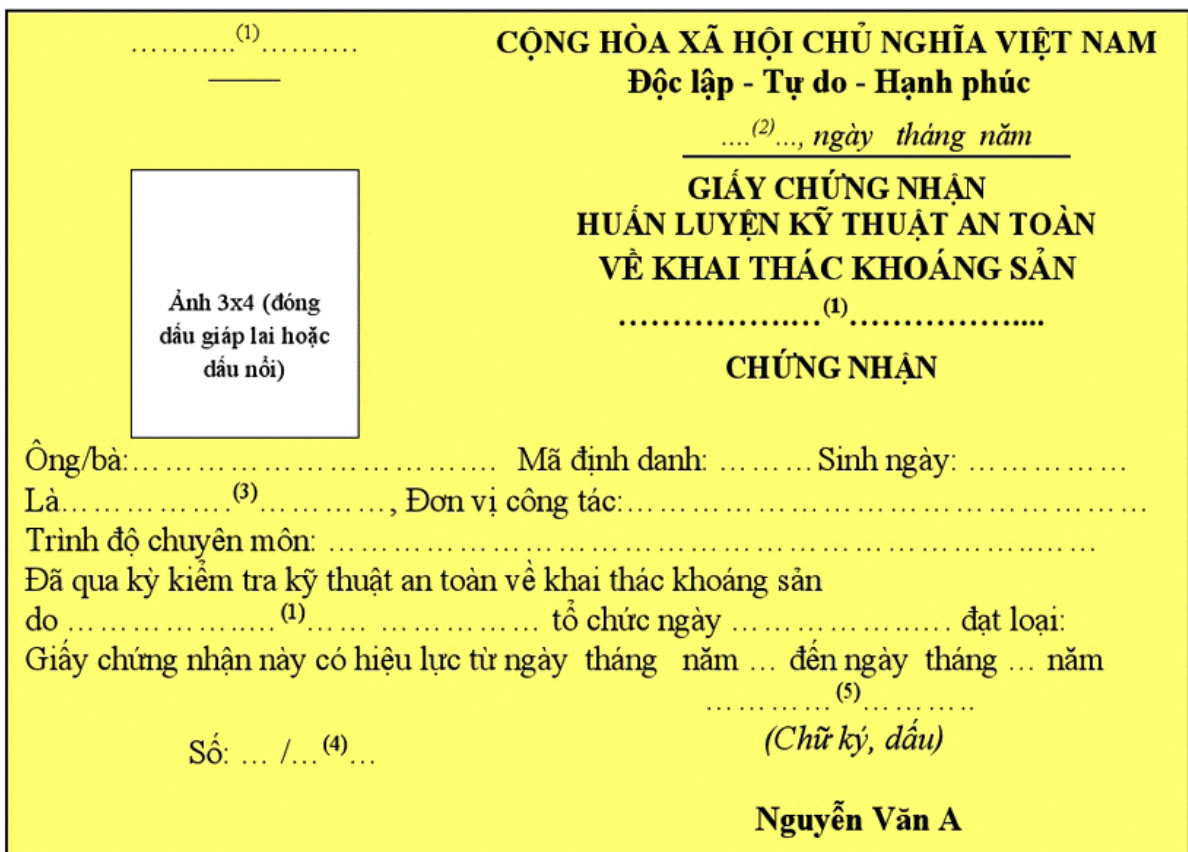 ………..(1)……….
CỘNG HÒA XÃ HỘI CHỦ NGHĨA VIỆT NAM
Độc lập - Tự do - Hạnh phúc
....(2)..., ngày tháng năm
GIẤY CHỨNG NHẬN
HUẤN LUYỆN KỸ THUẬT AN TOÀN
VỀ KHAI THÁC KHOÁNG SẢN
…………….…(1)……………....
CHỨNG NHẬN
Ảnh 3x4 (đóng
dấu giáp lai hoặc
dấu nổi)
Ông/bà:……………………………. Mã định danh: ………Sinh ngày: ……………
Là…………….(3)…………, Đơn vị công tác:…………………………………………
Trình độ chuyên môn: ……………………………………………………………..……
Đã qua kỳ kiểm tra kỹ thuật an toàn về khai thác khoáng sản
do ………………..…(1)…… …………… tổ chức ngày ……………..…. đạt loại:
Giấy chứng nhận này có hiệu lực từ ngày tháng năm … đến ngày tháng … năm
…………(5)………..
(Chữ ký, dấu)
Số: … /…(4)…
Nguyễn Văn A